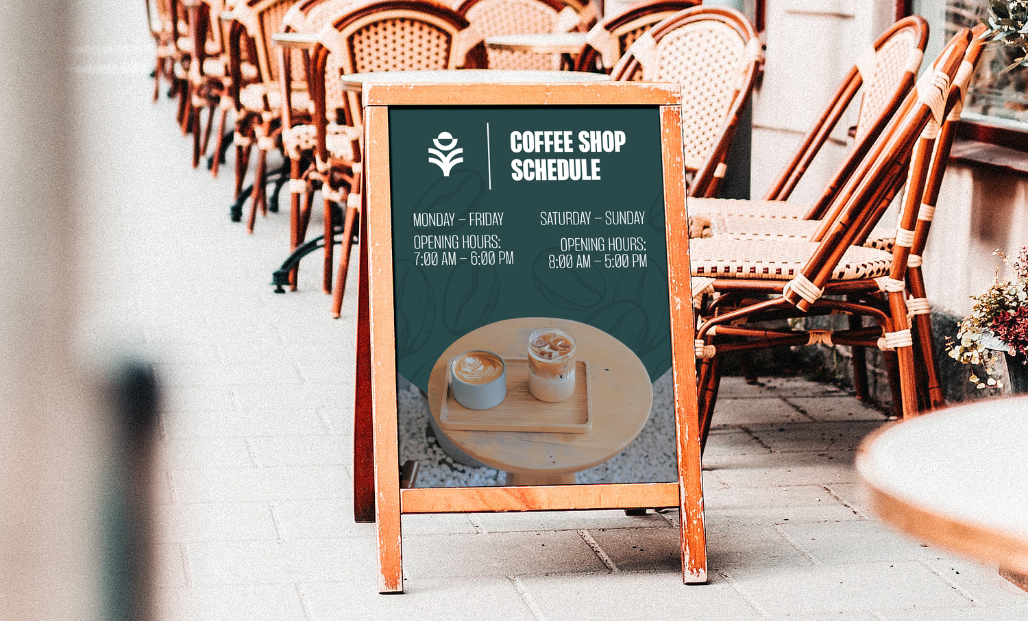 COFFEE SHOP
SCHEDULE
MONDAY – FRIDAY
OPENING HOURS:
7:00 AM – 6:00 PM
SATURDAY – SUNDAY
OPENING HOURS:
8:00 AM – 5:00 PM